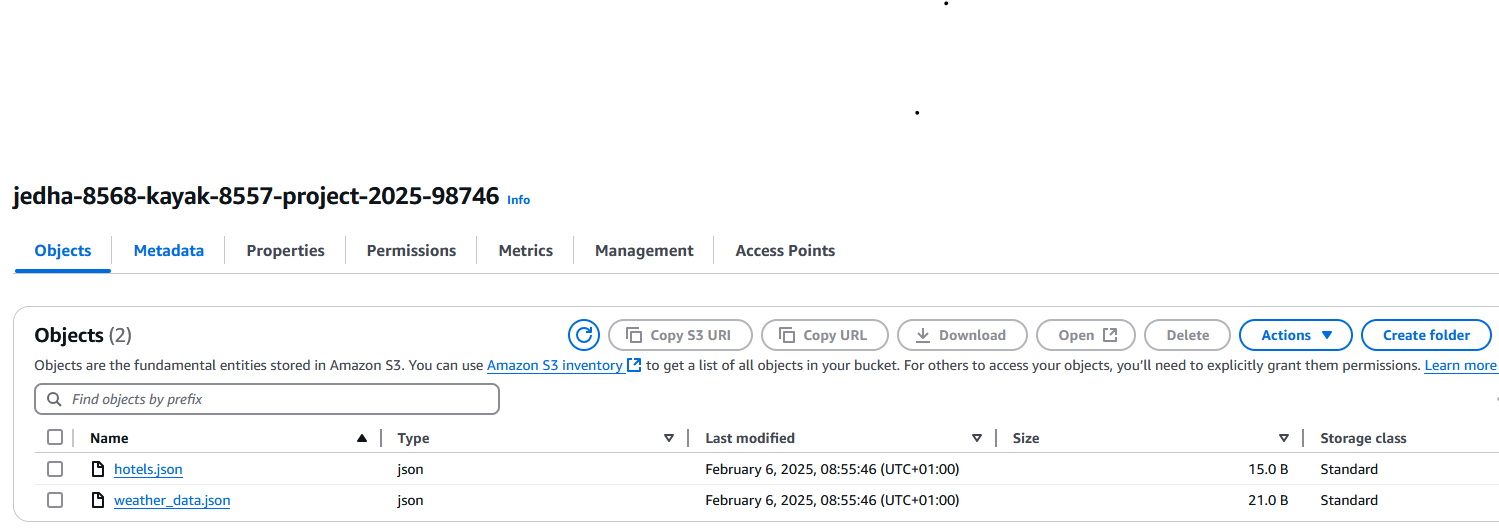 jedha-8568-kayak-8557-project-2025-98746 Info
Objects Metadata Properties Permissions Metrics Management Access Points
Objects (2) Copy S3 URI Copy URL Download Open Delete Actions Create folder
Objects are the fundamental entities stored in Amazon S3. You can use Amazon S3 inventory to get a list of all objects in your bucket. For others to access your objects, you’ll need to explicitly grant them permissions. Learn more
Find objects by prefix
Name Type Last modified Size Storage class
hotels.json json February 6, 2025, 08:55:46 (UTC+01:00) 15.0 B Standard
weather_data.json json February 6, 2025, 08:55:46 (UTC+01:00) 21.0 B Standard